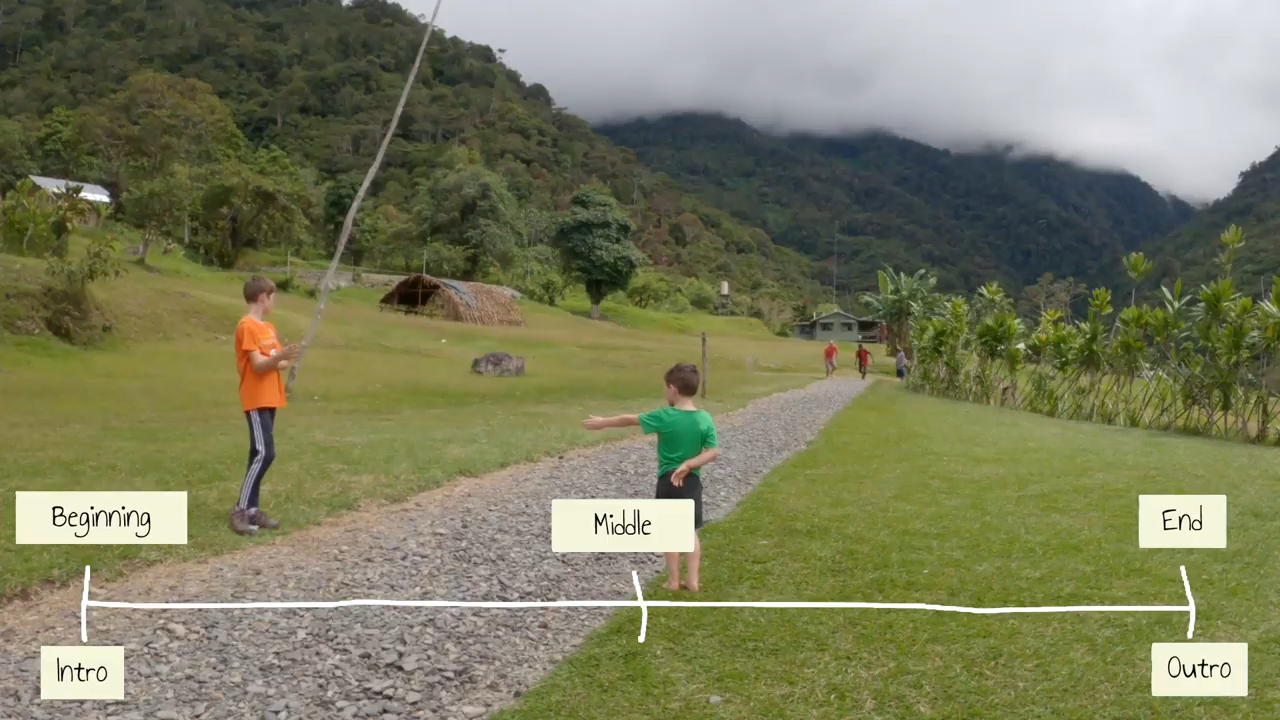 Beginning
Middle
End
Intro
Outro